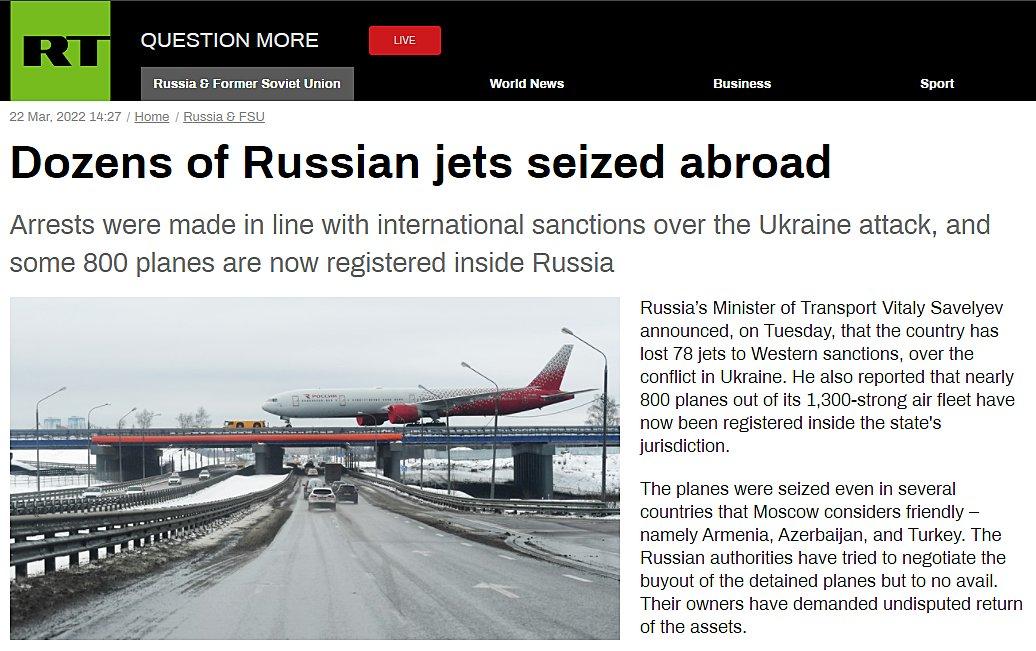 RT
QUESTION MORE
LIVE
Russia & Former Soviet Union
World News
Business
Sport
22 Mar, 2022 14:27 / Home / Russia & FSU
Dozens of Russian jets seized abroad
Arrests were made in line with international sanctions over the Ukraine attack, and
some 800 planes are now registered inside Russia
РОССИЯ
Russia's Minister of Transport Vitaly Savelyev
announced, on Tuesday, that the country has
lost 78 jets to Western sanctions, over the
conflict in Ukraine. He also reported that nearly
800 planes out of its 1,300-strong air fleet have
now been registered inside the state's
jurisdiction.
The planes were seized even in several
countries that Moscow considers friendly –
namely Armenia, Azerbaijan, and Turkey. The
Russian authorities have tried to negotiate the
buyout of the detained planes but to no avail.
Their owners have demanded undisputed return
of the assets.